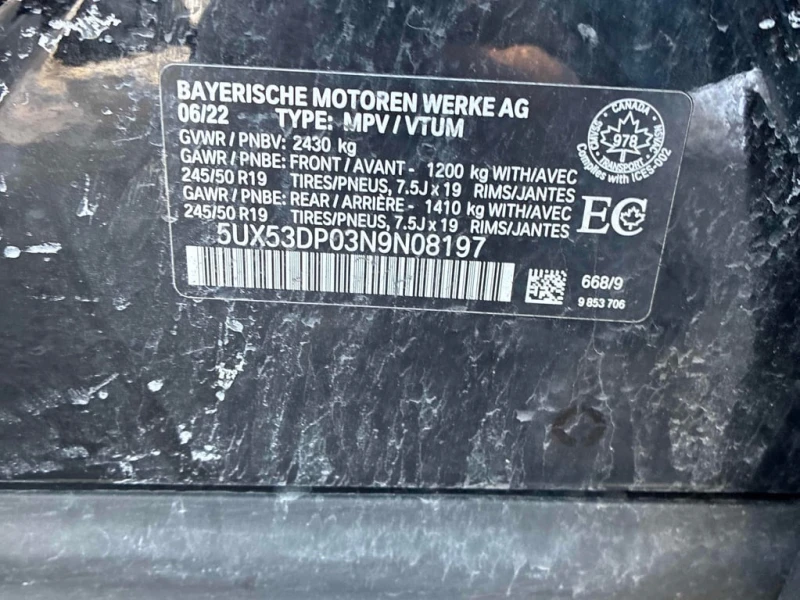 BAYERISCHE MOTOREN WERKE AG
06/22 TYPE: MPV / VTUM
GVWR / PNBV: 2430 kg
GAWR / PNBE: FRONT / AVANT - 1200 kg WITH/AVEC
245/50 R19 TIRES/PNEUS, 7.5J x 19 RIMS/JANTES
GAWR / PNBE: REAR / ARRIÈRE - 1410 kg WITH/AVEC
245/50 R19 TIRES/PNEUS, 7.5J x 19 RIMS/JANTES
5UX53DP03N9N08197
CANADA
978
TRANSPORT
Complies with ICES-002
EC
668/9
9 853 706